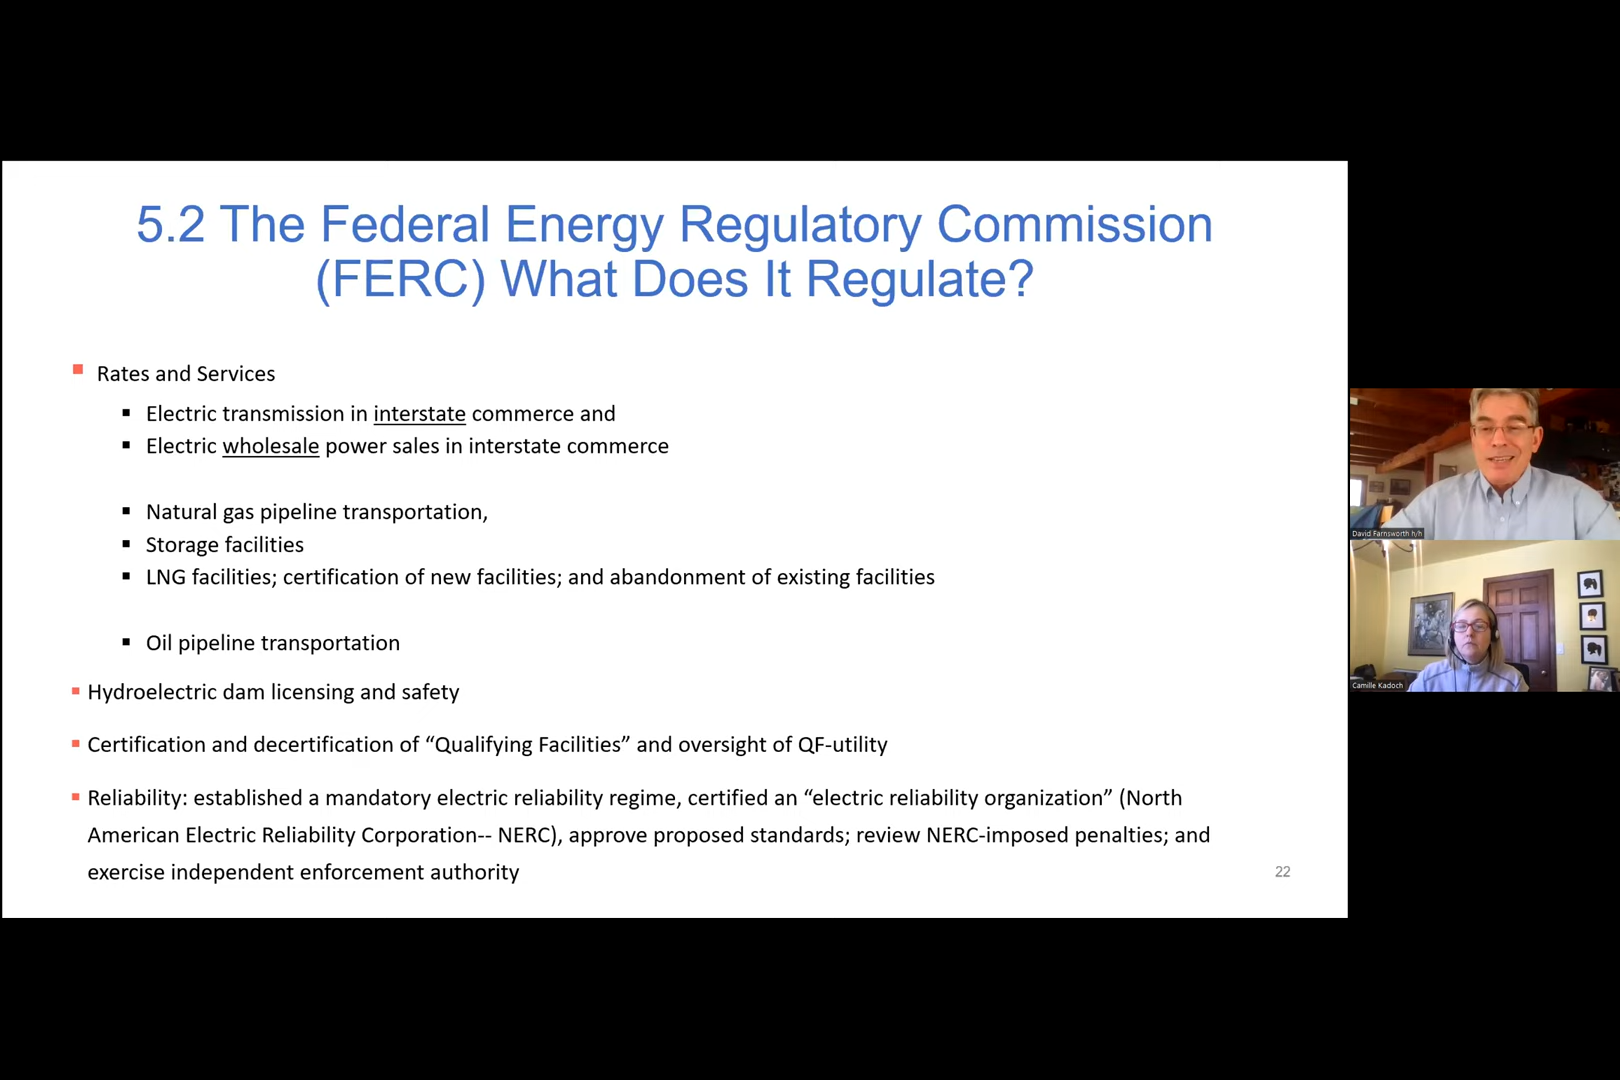 5.2 The Federal Energy Regulatory Commission
(FERC) What Does It Regulate?
Rates and Services
Electric transmission in interstate commerce and
Electric wholesale power sales in interstate commerce
Natural gas pipeline transportation,
Storage facilities
LNG facilities; certification of new facilities; and abandonment of existing facilities
Oil pipeline transportation
Hydroelectric dam licensing and safety
Certification and decertification of “Qualifying Facilities” and oversight of QF-utility
Reliability: established a mandatory electric reliability regime, certified an “electric reliability organization” (North
American Electric Reliability Corporation-- NERC), approve proposed standards; review NERC-imposed penalties; and
exercise independent enforcement authority
22
David Farnsworth h/h
Camille Kadoch